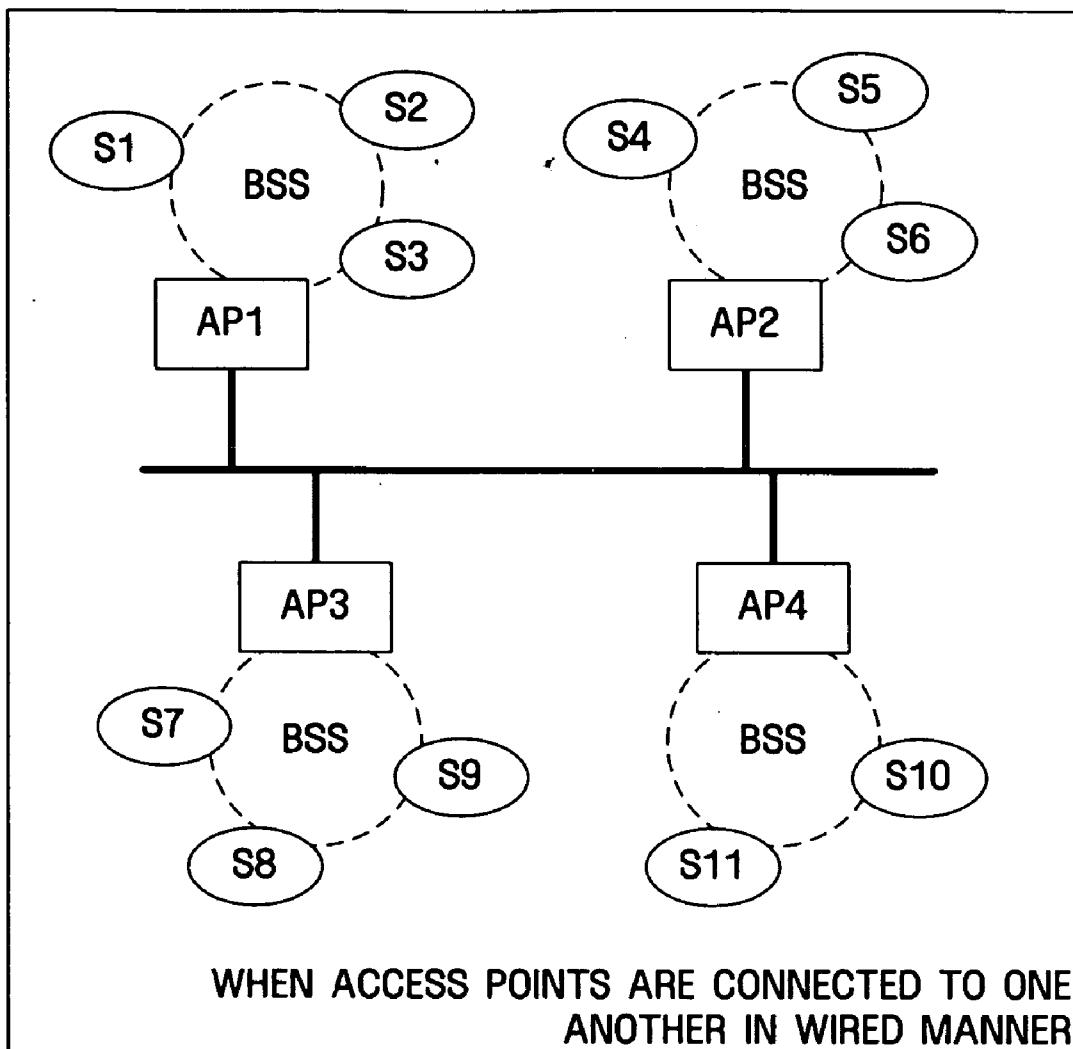 S1
S2
BSS
S3
AP1
S5
S4
BSS
S6
AP2
AP3
S7
BSS
S9
S8
AP4
BSS
S10
S11
WHEN ACCESS POINTS ARE CONNECTED TO ONE
ANOTHER IN WIRED MANNER